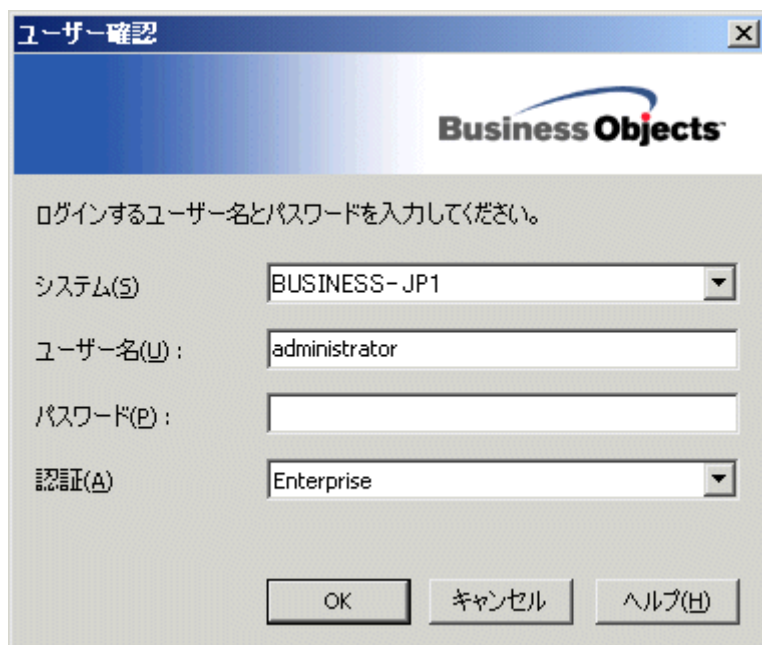 ユーザー確認
Business Objects
ログインするユーザー名とパスワードを入力してください。
システム(S) BUSINESS-JP1
ユーザー名(U) : administrator
パスワード(P) :
認証(A) Enterprise
OK キャンセル ヘルプ(H)